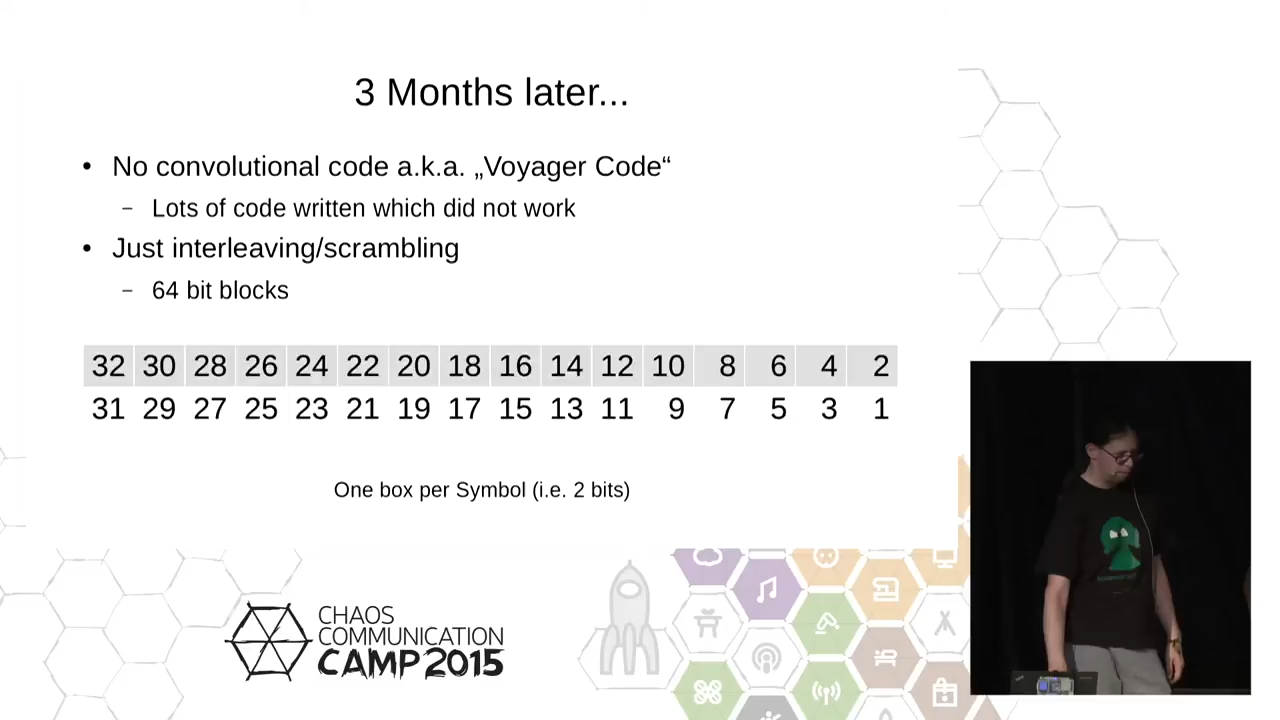 3 Months later...
• No convolutional code a.k.a. „Voyager Code“
– Lots of code written which did not work
• Just interleaving/scrambling
– 64 bit blocks
32 30 28 26 24 22 20 18 16 14 12 10 8 6 4 2
31 29 27 25 23 21 19 17 15 13 11 9 7 5 3 1
One box per Symbol (i.e. 2 bits)
CHAOS
COMMUNICATION
CAMP 2015